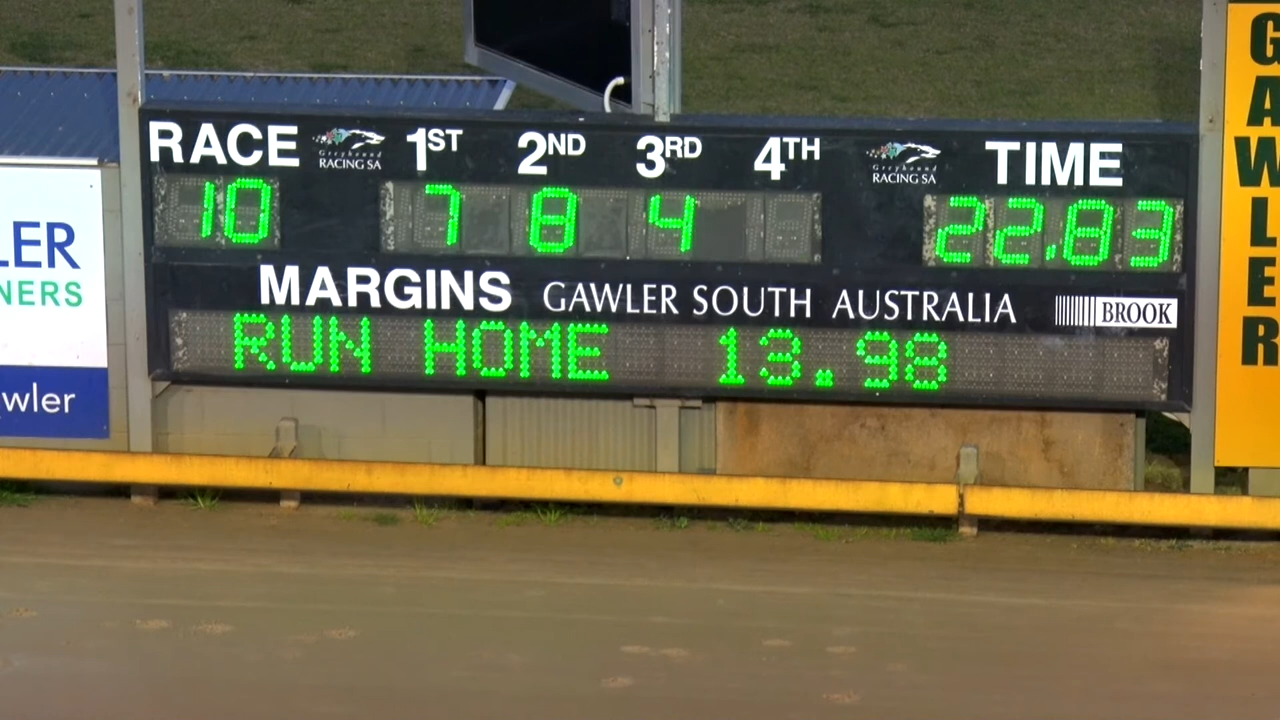 RACE Greyhound RACING SA 1ST 2ND 3RD 4TH Greyhound RACING SA TIME
10 7 8 4 22.83
MARGINS GAWLER SOUTH AUSTRALIA BROOK
RUN HOME 13.98
LER
NERS
wler
GAWLER